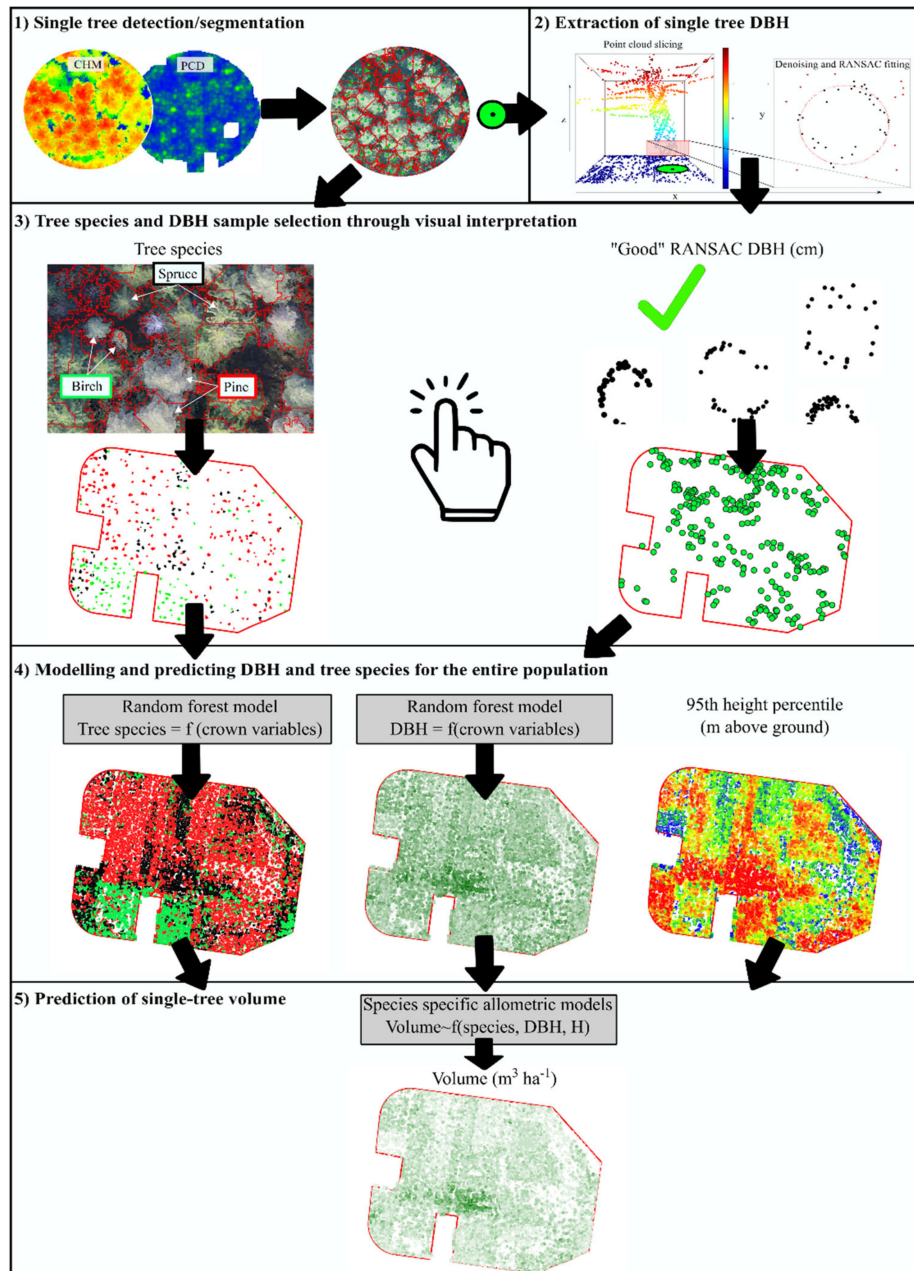 1) Single tree detection/segmentation
CHM
PCD
2) Extraction of single tree DBH
Point cloud slicing
Denoising and RANSAC fitting
z
y
x
3) Tree species and DBH sample selection through visual interpretation
Tree species
Spruce
Birch
Pine
"Good" RANSAC DBH (cm)
4) Modelling and predicting DBH and tree species for the entire population
Random forest model
Tree species = f (crown variables)
Random forest model
DBH = f(crown variables)
95th height percentile
(m above ground)
5) Prediction of single-tree volume
Species specific allometric models
Volume~f(species, DBH, H)
Volume (m³ ha⁻¹)